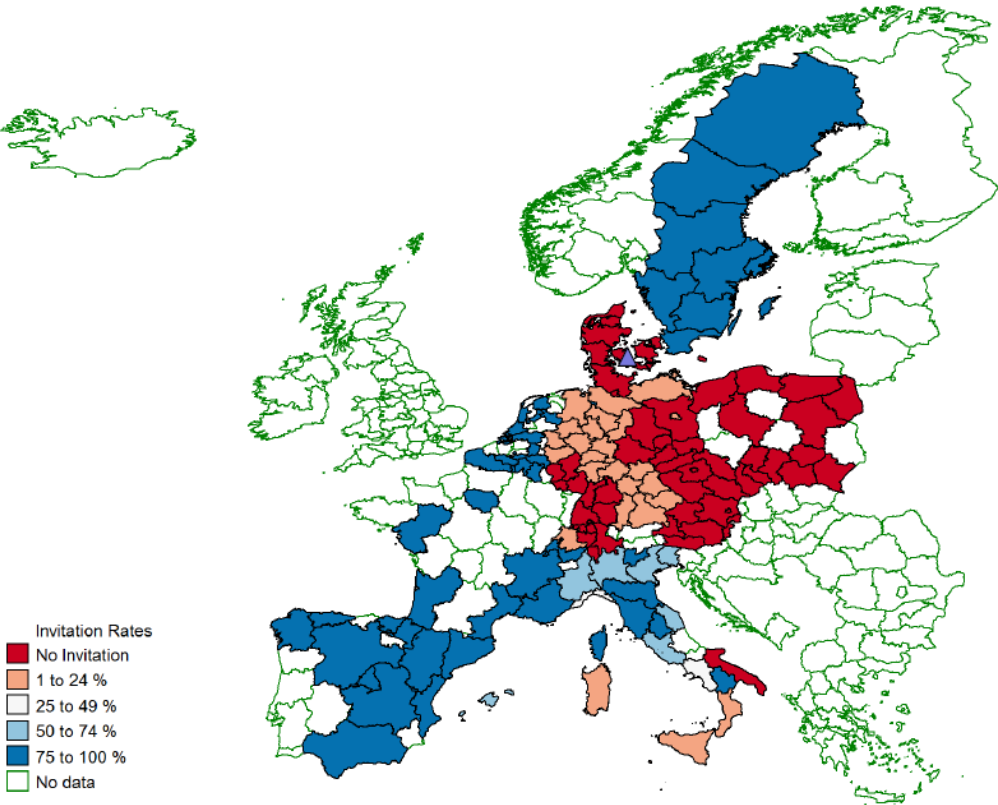 Invitation Rates
No Invitation
1 to 24 %
25 to 49 %
50 to 74 %
75 to 100 %
No data